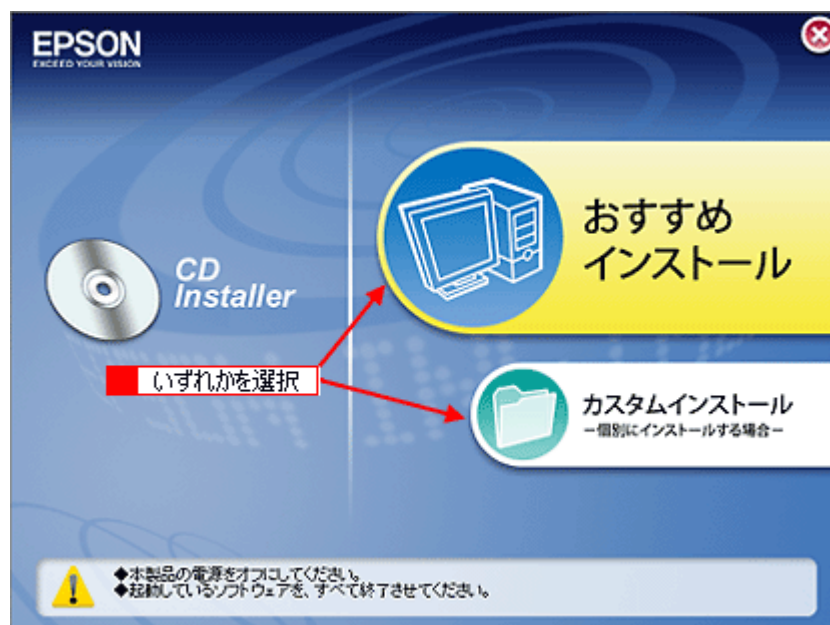 EPSON
EXCEED YOUR VISION
おすすめ
インストール
CD
Installer
いずれかを選択
カスタムインストール
－個別にインストールする場合－
◆本製品の電源をオフにしてください。
◆起動しているソフトウェアを、すべて終了させてください。